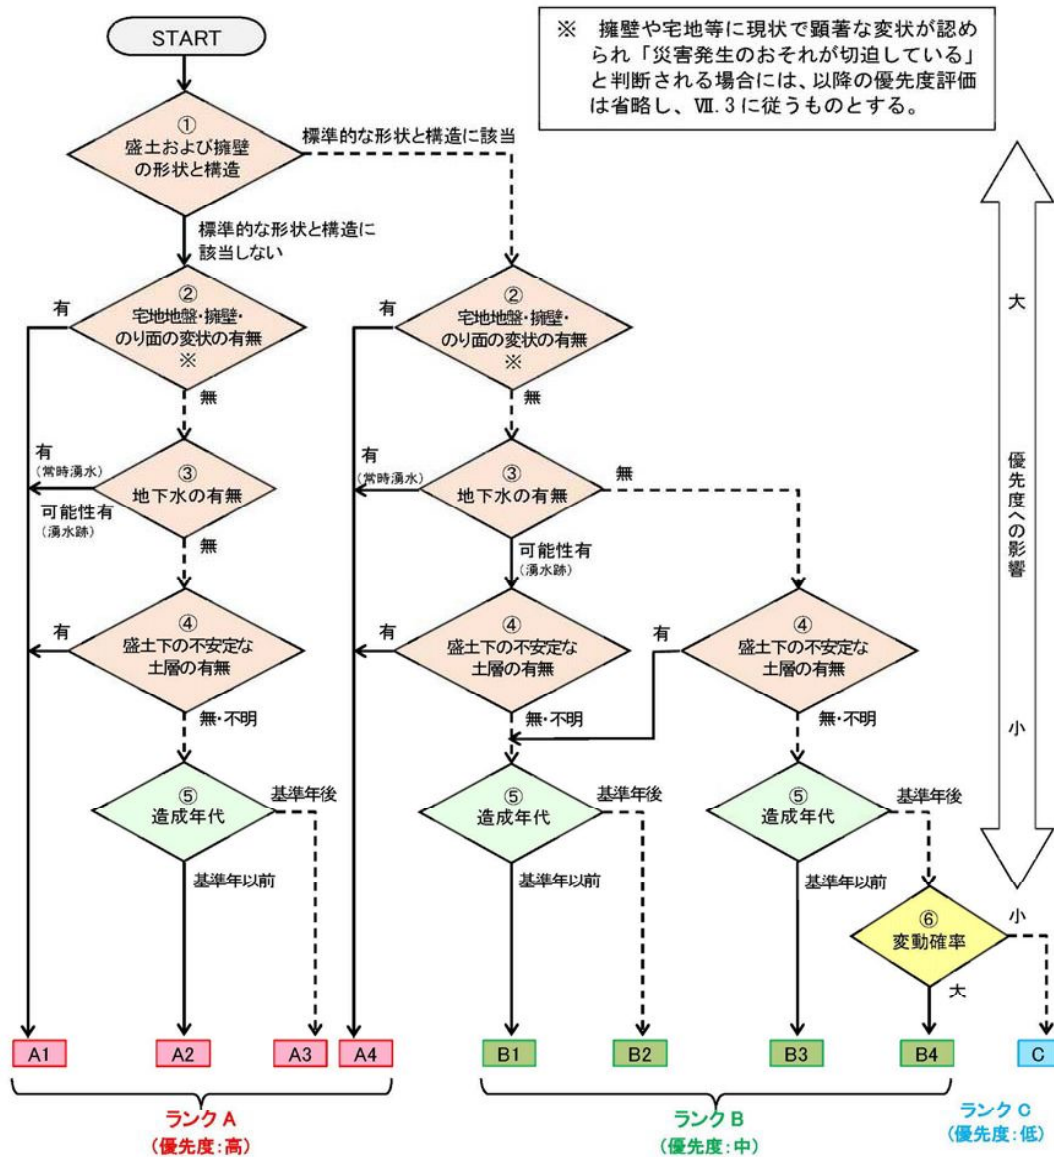 START
※ 擁壁や宅地等に現状で顕著な変状が認め
られ「災害発生のおそれが切迫している」
と判断される場合には、以降の優先度評価
は省略し、Ⅶ.3に従うものとする。
①
盛土および擁壁
の形状と構造
標準的な形状と構造に該当
標準的な形状と構造に
該当しない
有
②
宅地地盤・擁壁・
のり面の変状の有無
※
無
有
②
宅地地盤・擁壁・
のり面の変状の有無
※
無
大
優先度への影響
小
有
(常時湧水)
可能性有
(湧水跡)
③
地下水の有無
無
有
(常時湧水)
③
地下水の有無
無
可能性有
(湧水跡)
有
④
盛土下の不安定な
土層の有無
無・不明
有
④
盛土下の不安定な
土層の有無
無・不明
有
④
盛土下の不安定な
土層の有無
無・不明
⑤
造成年代
基準年後
基準年以前
⑤
造成年代
基準年後
基準年以前
⑤
造成年代
基準年後
基準年以前
⑥
変動確率
小
大
A1
A2
A3
A4
B1
B2
B3
B4
C
ランク A
(優先度:高)
ランク B
(優先度:中)
ランク C
(優先度:低)